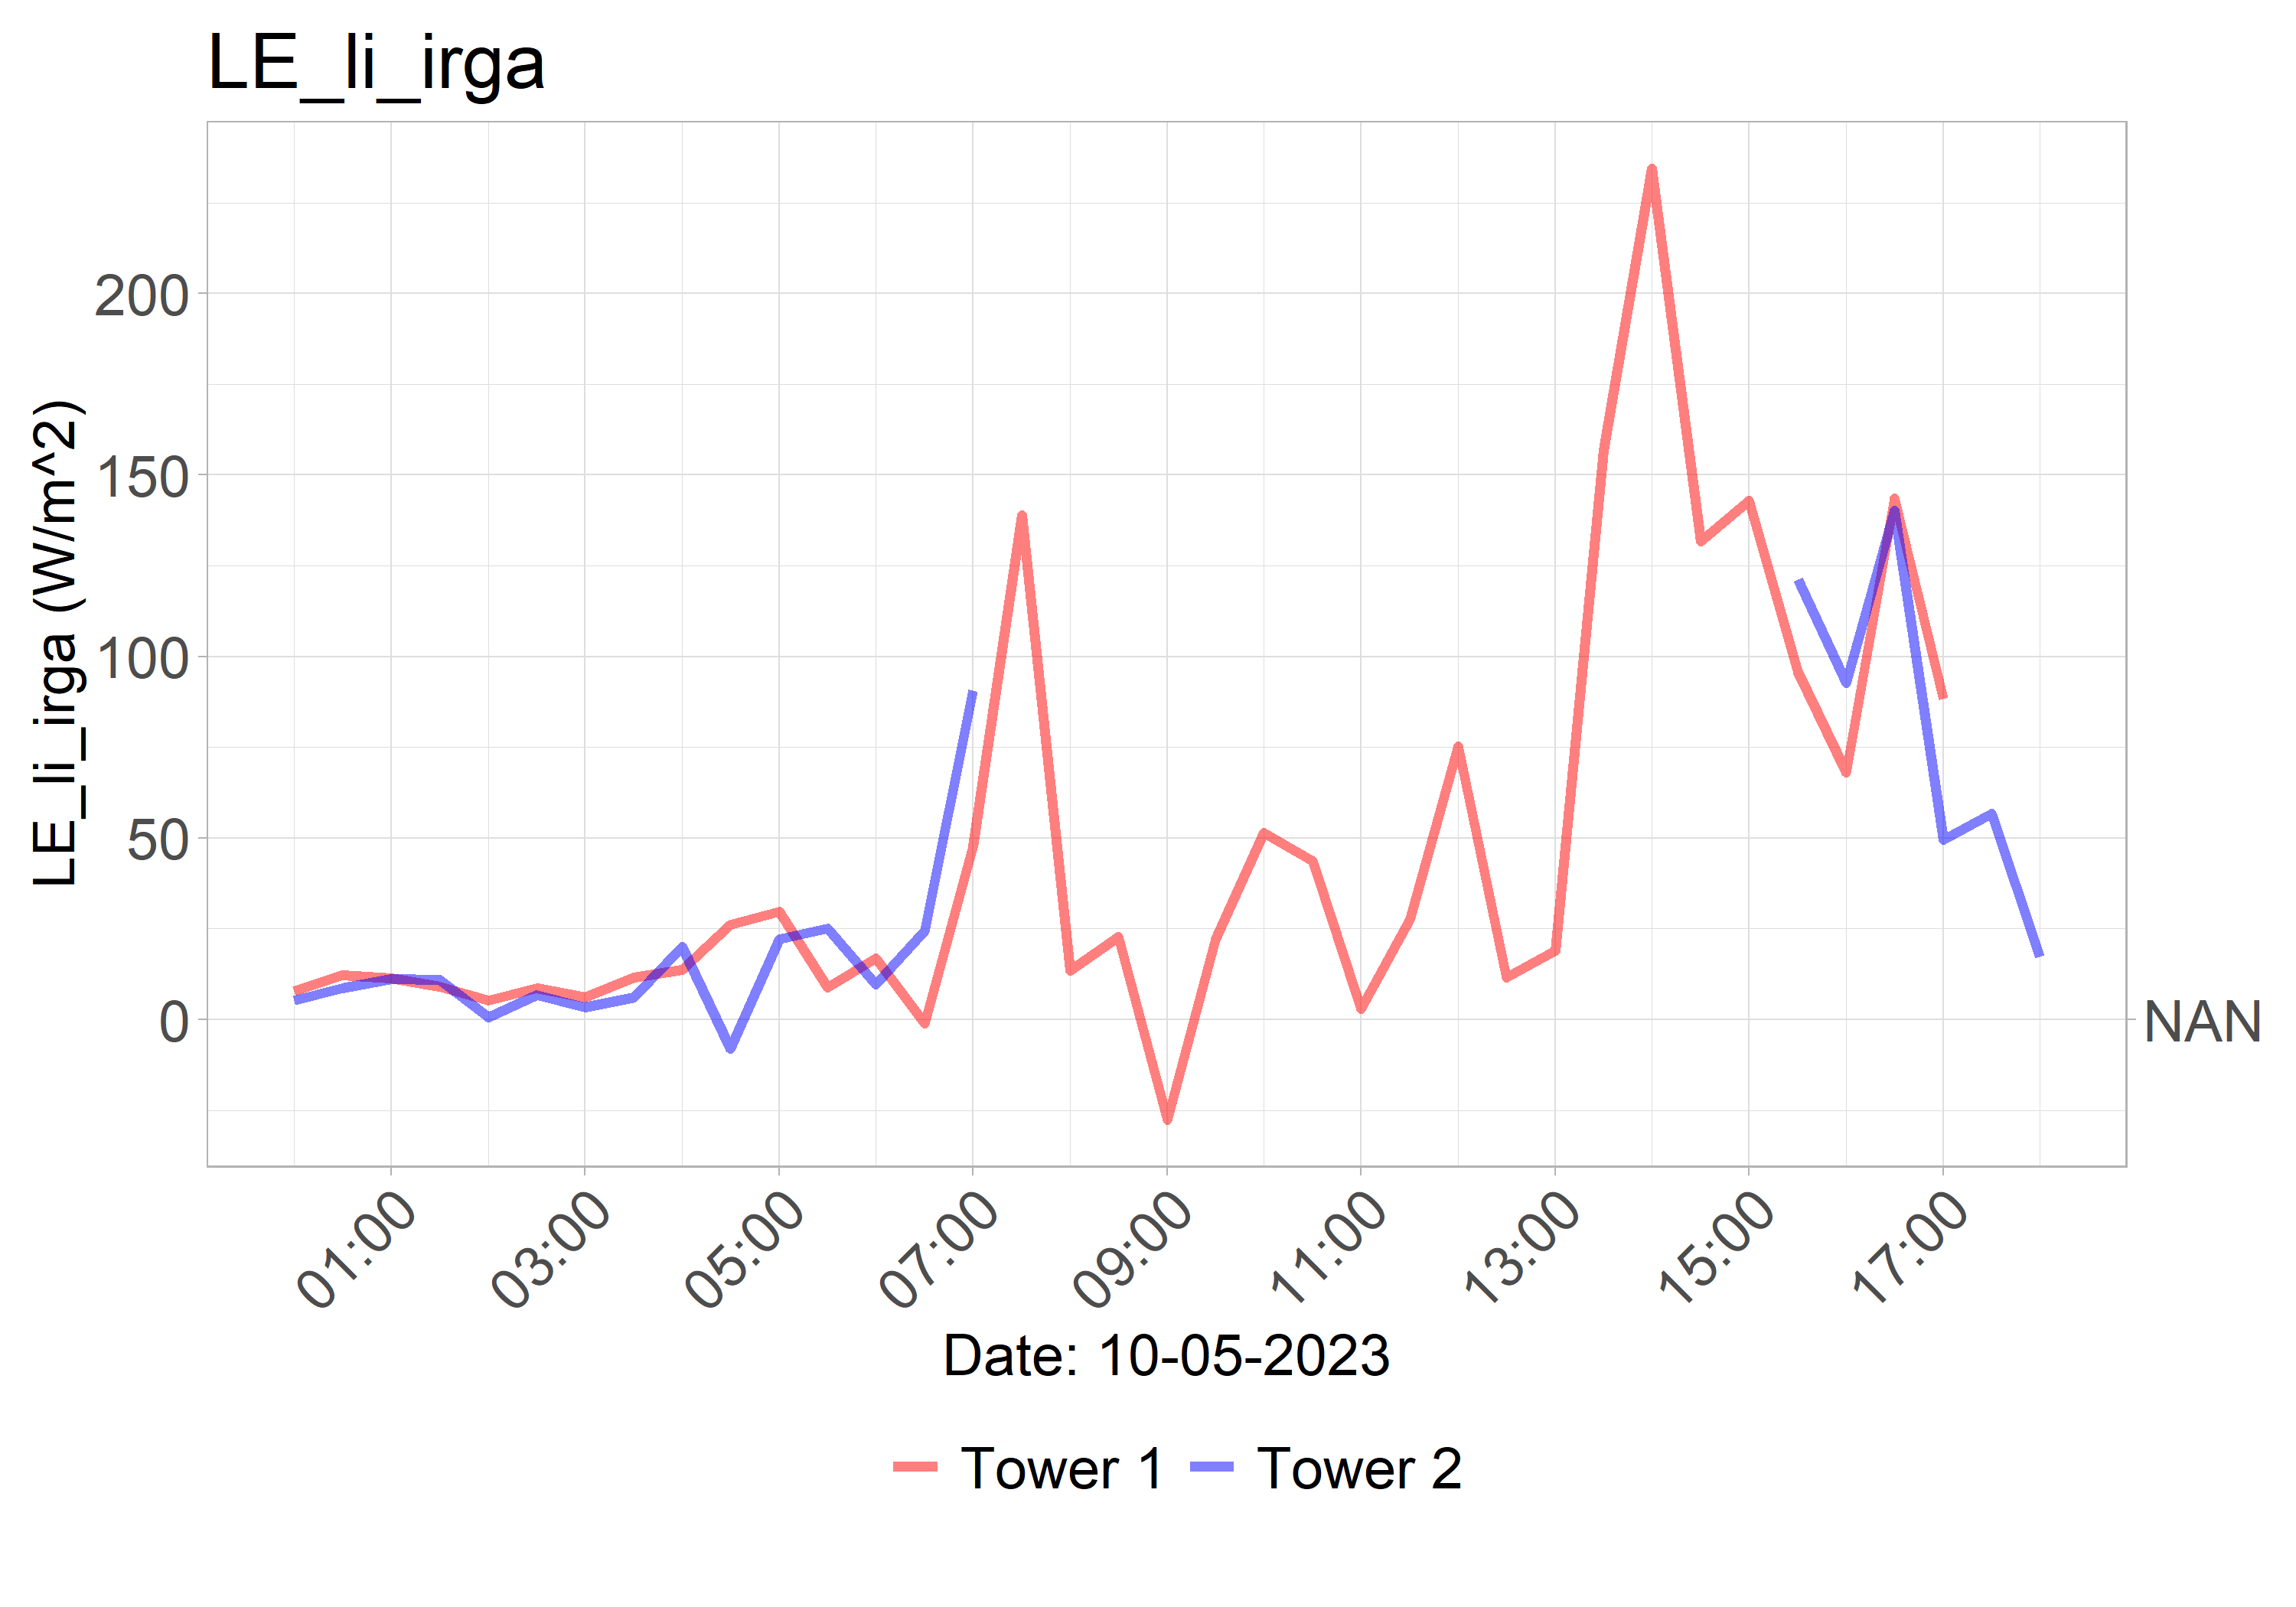 LE_li_irga
LE_li_irga (W/m^2)
200
150
100
50
0
NAN
01:00 03:00 05:00 07:00 09:00 11:00 13:00 15:00 17:00
Date: 10-05-2023
Tower 1 Tower 2